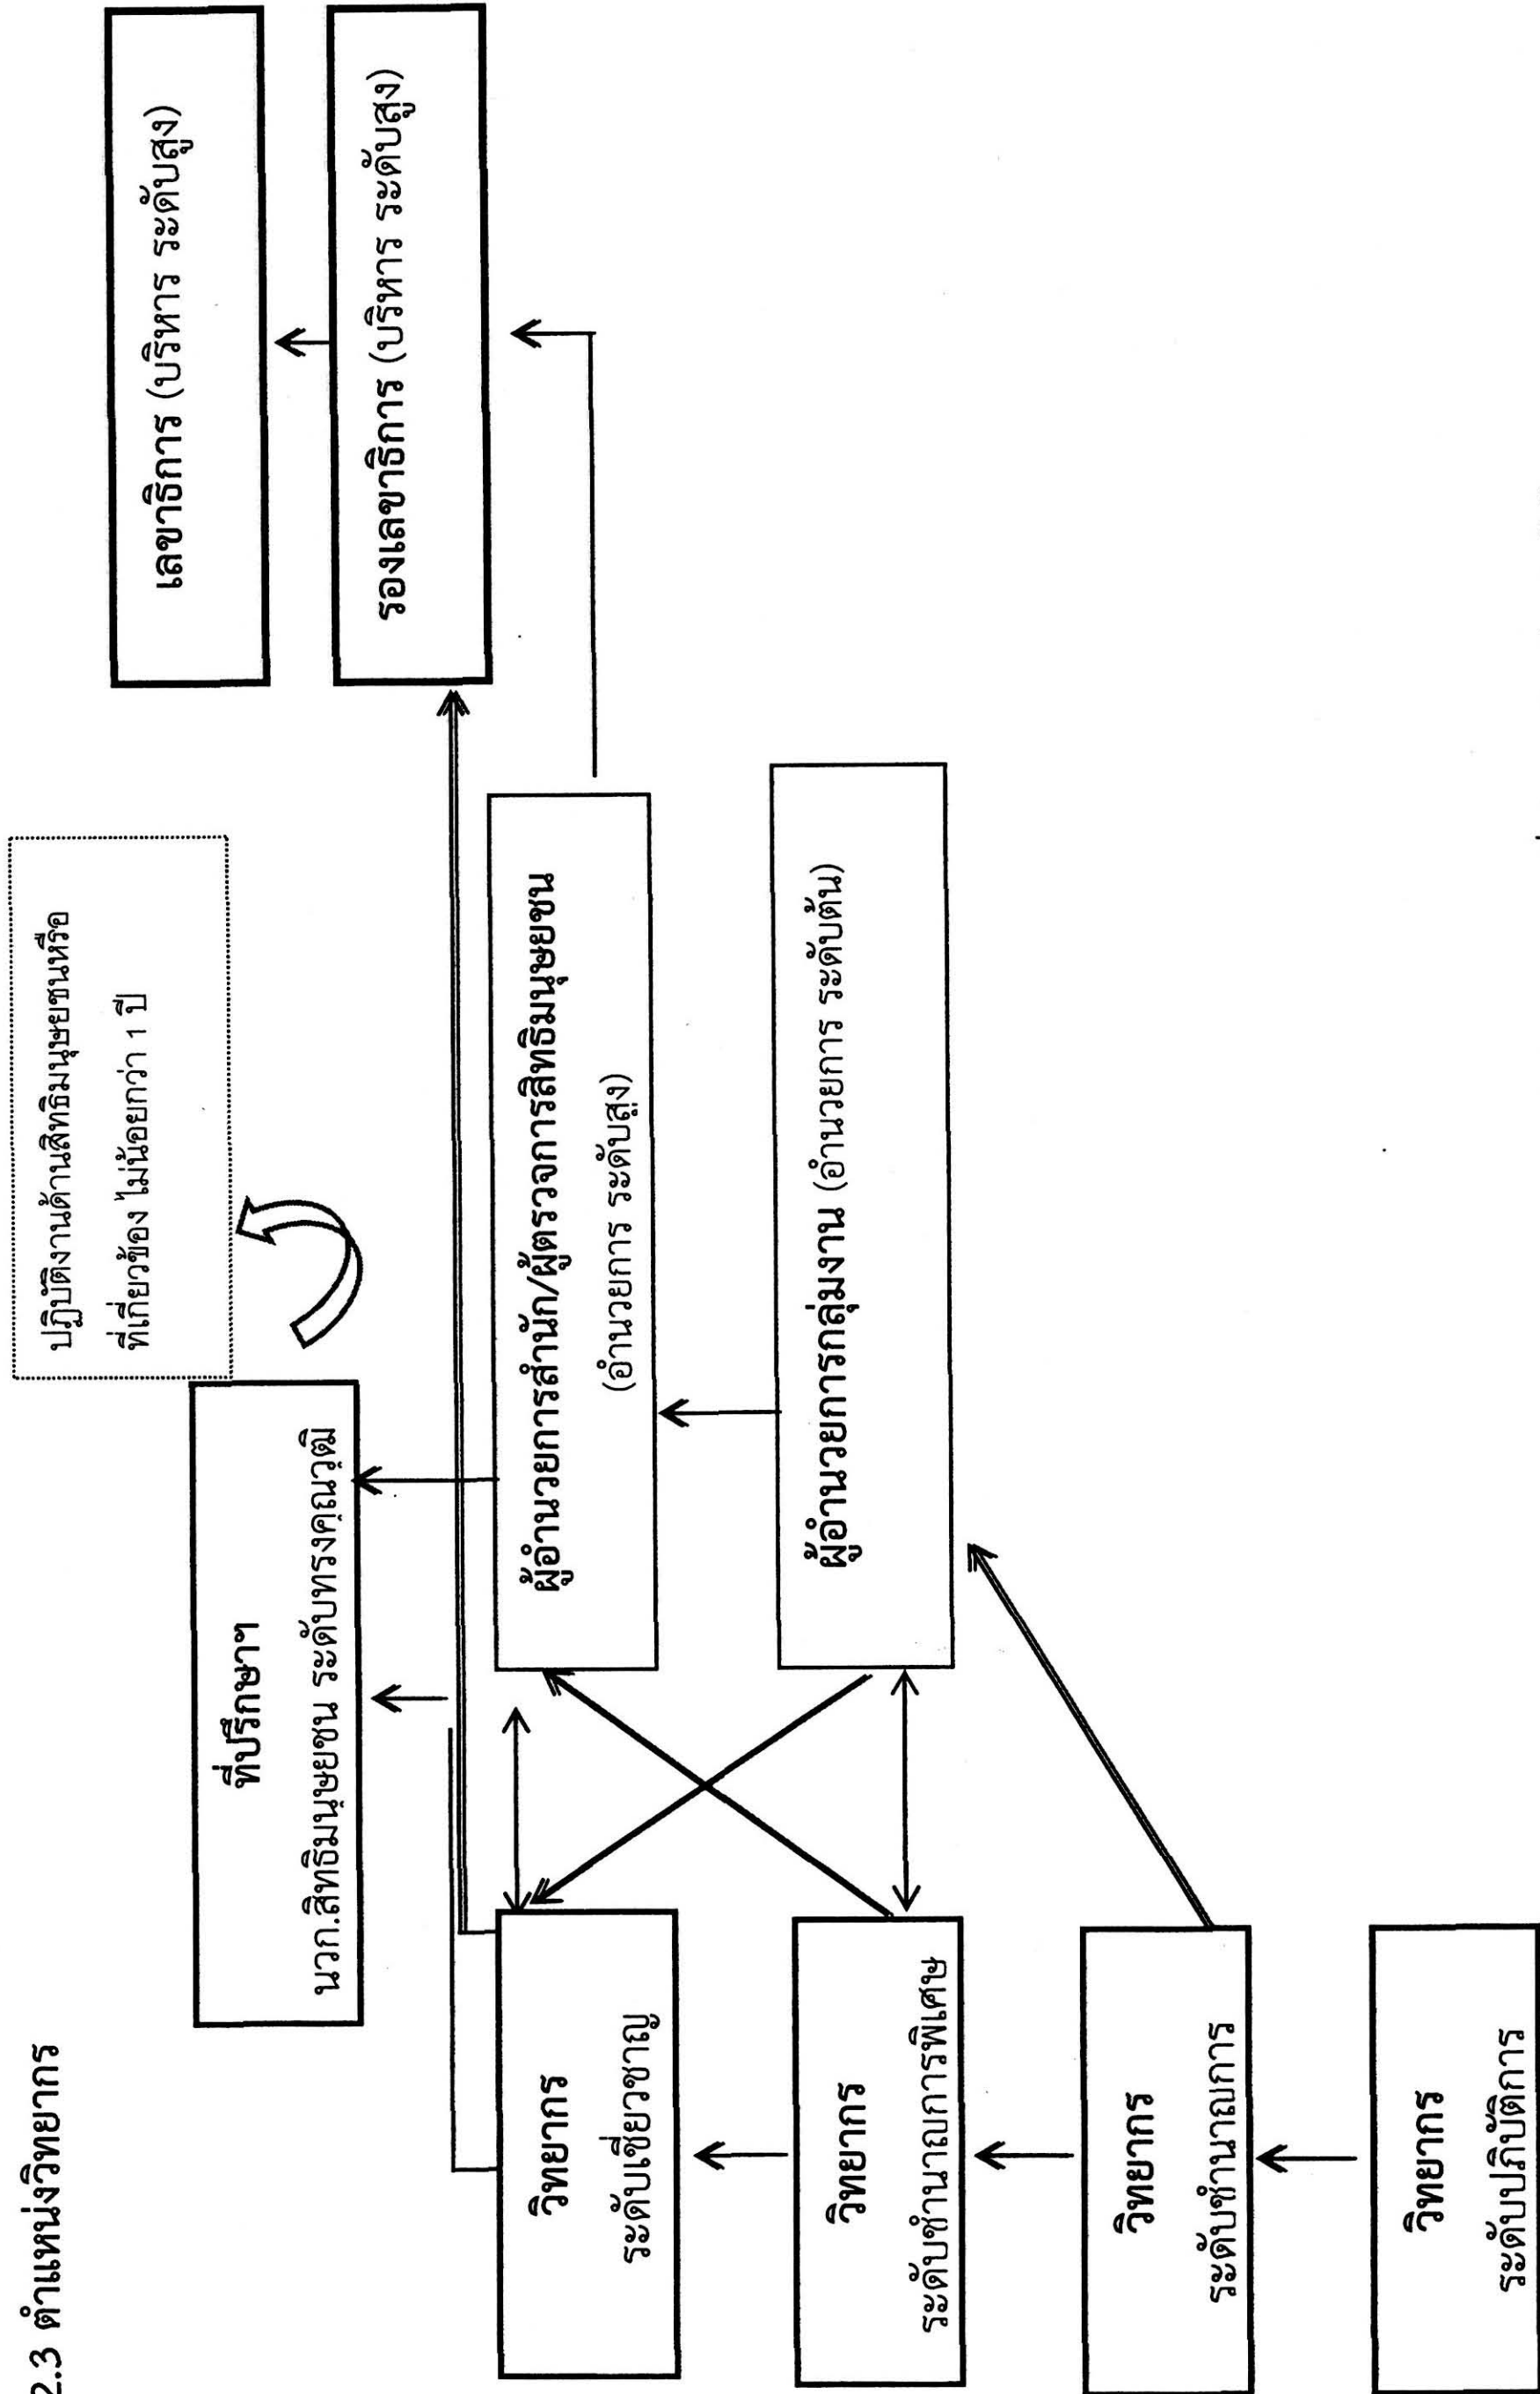 2.3 ตำแหน่งวิทยากร
เลขาธิการ (บริหาร ระดับสูง)
รองเลขาธิการ (บริหาร ระดับสูง)
ปฏิบัติงานด้านสิทธิมนุษยชนหรือ
ที่เกี่ยวข้อง ไม่น้อยกว่า 1 ปี
ที่ปรึกษาฯ
นวก.สิทธิมนุษยชน ระดับทรงคุณวุฒิ
ผู้อำนวยการสำนัก/ผู้ตรวจการสิทธิมนุษยชน
(อำนวยการ ระดับสูง)
ผู้อำนวยการกลุ่มงาน (อำนวยการ ระดับต้น)
วิทยากร
ระดับเชี่ยวชาญ
วิทยากร
ระดับชำนาญการพิเศษ
วิทยากร
ระดับชำนาญการ
วิทยากร
ระดับปฏิบัติการ